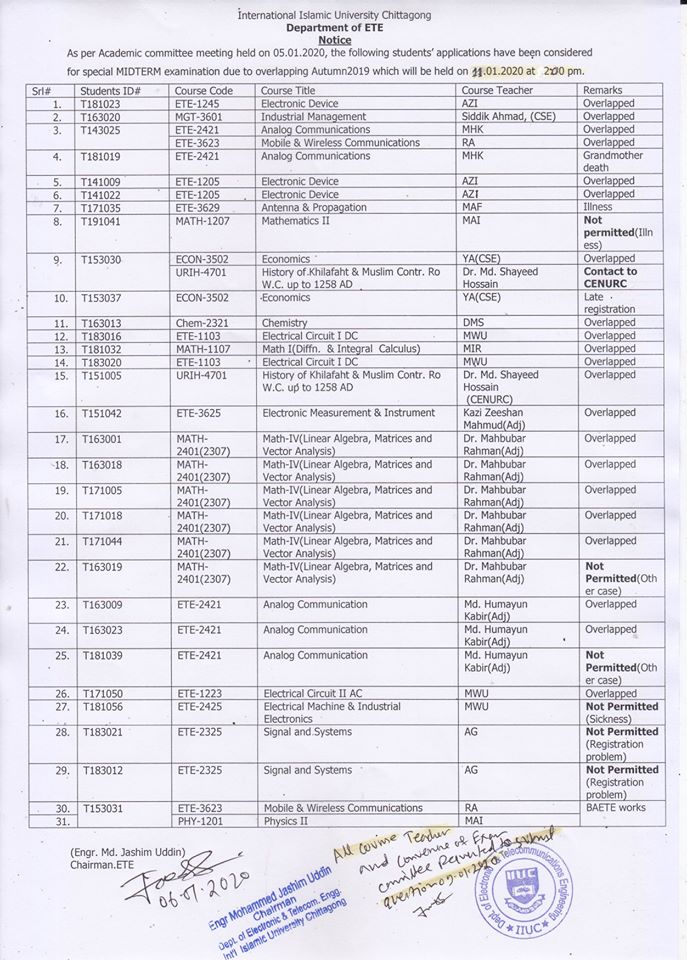 International Islamic University Chittagong
Department of ETE
Notice
As per Academic committee meeting held on 05.01.2020, the following students' applications have been considered
for special MIDTERM examination due to overlapping Autumn2019 which will be held on 11.01.2020 at 2:00 pm.
Srl# Students ID# Course Code Course Title Course Teacher Remarks
1. T181023 ETE-1245 Electronic Device AZI Overlapped
2. T163020 MGT-3601 Industrial Management Siddik Ahmad, (CSE) Overlapped
3. T143025 ETE-2421 Analog Communications MHK Overlapped
ETE-3623 Mobile & Wireless Communications RA Overlapped
4. T181019 ETE-2421 Analog Communications MHK Grandmother
death
5. T141009 ETE-1205 Electronic Device AZI Overlapped
6. T141022 ETE-1205 Electronic Device AZI Overlapped
7. T171035 ETE-3629 Antenna & Propagation MAF Illness
8. T191041 MATH-1207 Mathematics II MAI Not
permitted(Illn
ess)
9. T153030 ECON-3502 Economics YA(CSE) Overlapped
URIH-4701 History of Khilafaht & Muslim Contr. Ro Dr. Md. Shayeed Contact to
W.C. up to 1258 AD Hossain CENURC
10. T153037 ECON-3502 Economics YA(CSE) Late
registration
11. T163013 Chem-2321 Chemistry DMS Overlapped
12. T183016 ETE-1103 Electrical Circuit I DC MWU Overlapped
13. T181032 MATH-1107 Math I(Diffn. & Integral Calculus) MIR Overlapped
14. T183020 ETE-1103 Electrical Circuit I DC MWU Overlapped
15. T151005 URIH-4701 History of Khilafaht & Muslim Contr. Ro Dr. Md. Shayeed Overlapped
W.C. up to 1258 AD Hossain
(CENURC)
16. T151042 ETE-3625 Electronic Measurement & Instrument Kazi Zeeshan Overlapped
Mahmud(Adj)
17. T163001 MATH- Math-IV(Linear Algebra, Matrices and Dr. Mahbubar Overlapped
2401(2307) Vector Analysis) Rahman(Adj)
18. T163018 MATH- Math-IV(Linear Algebra, Matrices and Dr. Mahbubar Overlapped
2401(2307) Vector Analysis) Rahman(Adj)
19. T171005 MATH- Math-IV(Linear Algebra, Matrices and Dr. Mahbubar Overlapped
2401(2307) Vector Analysis) Rahman(Adj)
20. T171018 MATH- Math-IV(Linear Algebra, Matrices and Dr. Mahbubar Overlapped
2401(2307) Vector Analysis) Rahman(Adj)
21. T171044 MATH- Math-IV(Linear Algebra, Matrices and Dr. Mahbubar Overlapped
2401(2307) Vector Analysis) Rahman(Adj)
22. T163019 MATH- Math-IV(Linear Algebra, Matrices and Dr. Mahbubar Not
2401(2307) Vector Analysis) Rahman(Adj) Permitted(Oth
er case)
23. T163009 ETE-2421 Analog Communication Md. Humayun Overlapped
Kabir(Adj)
24. T163023 ETE-2421 Analog Communication Md. Humayun Overlapped
Kabir(Adj)
25. T181039 ETE-2421 Analog Communication Md. Humayun Not
Kabir(Adj) Permitted(Oth
er case)
26. T171050 ETE-1223 Electrical Circuit II AC MWU Overlapped
27. T181056 ETE-2425 Electrical Machine & Industrial MWU Not Permitted
Electronics (Sickness)
28. T183021 ETE-2325 Signal and Systems AG Not Permitted
(Registration
problem)
29. T183012 ETE-2325 Signal and Systems AG Not Permitted
(Registration
problem)
30. T153031 ETE-3623 Mobile & Wireless Communications RA BAETE works
31. PHY-1201 Physics II MAI
(Engr. Md. Jashim Uddin)
Chairman.ETE
06.01.2020
Engr Mohammed Jashim Uddin
Chairman
Dept. of Electronic & Telecom. Engg.
Int'l Islamic University Chittagong
All Course Teacher
and Convener of Exam
committee Requested to submit
question 09.01.2020
Dept. of Electronic & Telecommunications Engineering
IIUC
IIUC